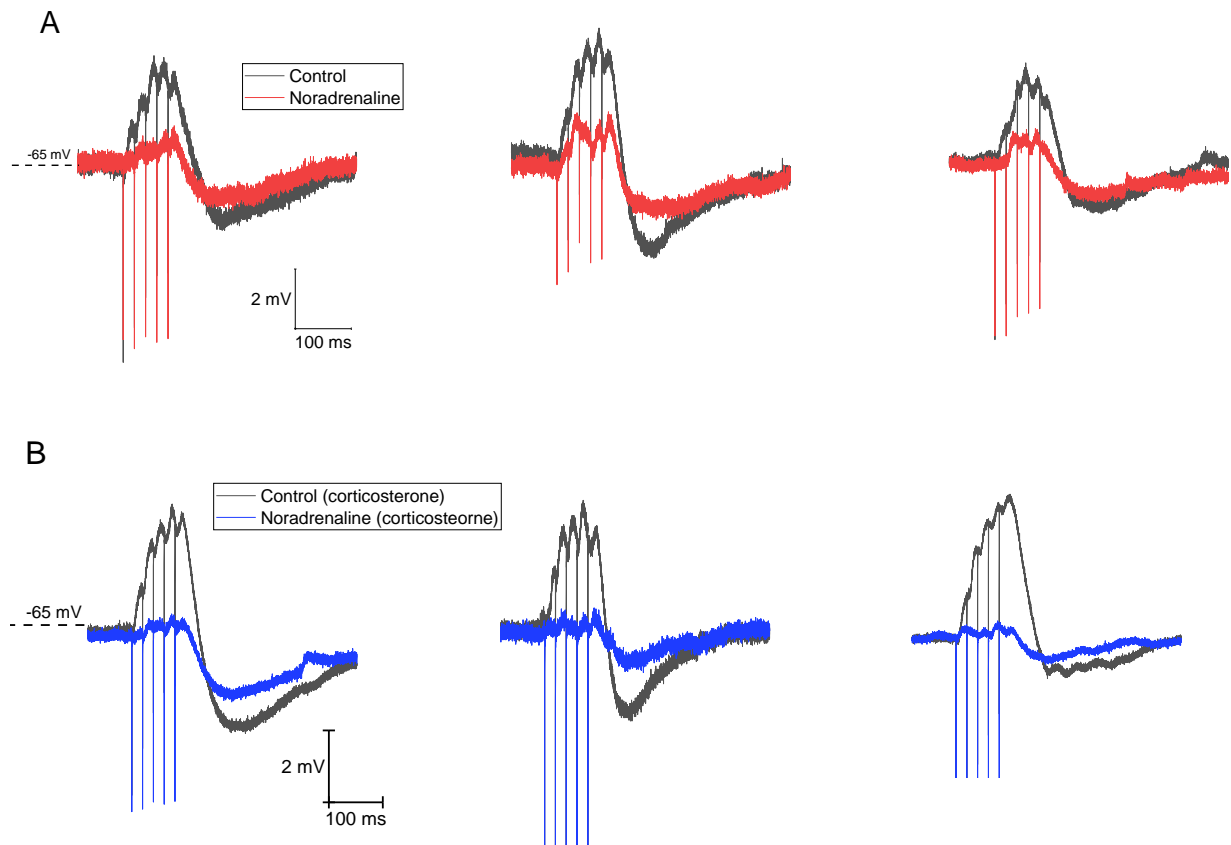 A
Control
Noradrenaline
-65 mV
2 mV
100 ms
B
Control (corticosterone)
Noradrenaline (corticosteorne)
-65 mV
2 mV
100 ms